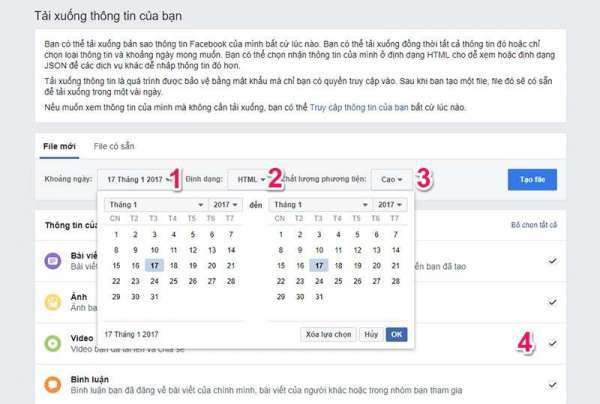 Tải xuống thông tin của bạn
Bạn có thể tải xuống bản sao thông tin Facebook của mình bất cứ lúc nào. Bạn có thể tải xuống đồng thời tất cả thông tin đó hoặc chỉ
chọn loại thông tin và khoảng ngày mong muốn. Bạn có thể chọn nhận thông tin của mình ở định dạng HTML cho dễ xem hoặc định dạng
JSON để các dịch vụ khác dễ nhập thông tin đó hơn.
Tải xuống thông tin là quá trình được bảo vệ bằng mật khẩu mà chỉ bạn có quyền truy cập vào. Sau khi bạn tạo một file, file đó sẽ có sẵn
để tải xuống trong một vài ngày.
Nếu muốn xem thông tin của mình mà không cần tải xuống, bạn có thể Truy cập thông tin của bạn bất cứ lúc nào.
File mới File có sẵn
Khoảng ngày: 17 Tháng 1 2017 1 Định dạng: HTML 2 Chất lượng phương tiện: Cao 3 Tạo file
Tháng 1 2017 đến Tháng 1 2017
CN T2 T3 T4 T5 T6 T7 CN T2 T3 T4 T5 T6 T7
1 2 3 4 5 6 7 1 2 3 4 5 6 7
8 9 10 11 12 13 14 8 9 10 11 12 13 14
15 16 17 18 19 20 21 15 16 17 18 19 20 21
22 23 24 25 26 27 28 22 23 24 25 26 27 28
29 30 31 29 30 31
17 Tháng 1 2017 Xóa lựa chọn Hủy OK
Thông tin của Bỏ chọn tất cả
Bài viế
Bài viết bạn đã tạo
Ảnh
Ảnh bạ
Video 4
Video bạn đã tải lên và chia sẻ
Bình luận
Bình luận bạn đã đăng về bài viết của chính mình, bài viết của người khác hoặc trong nhóm bạn tham gia